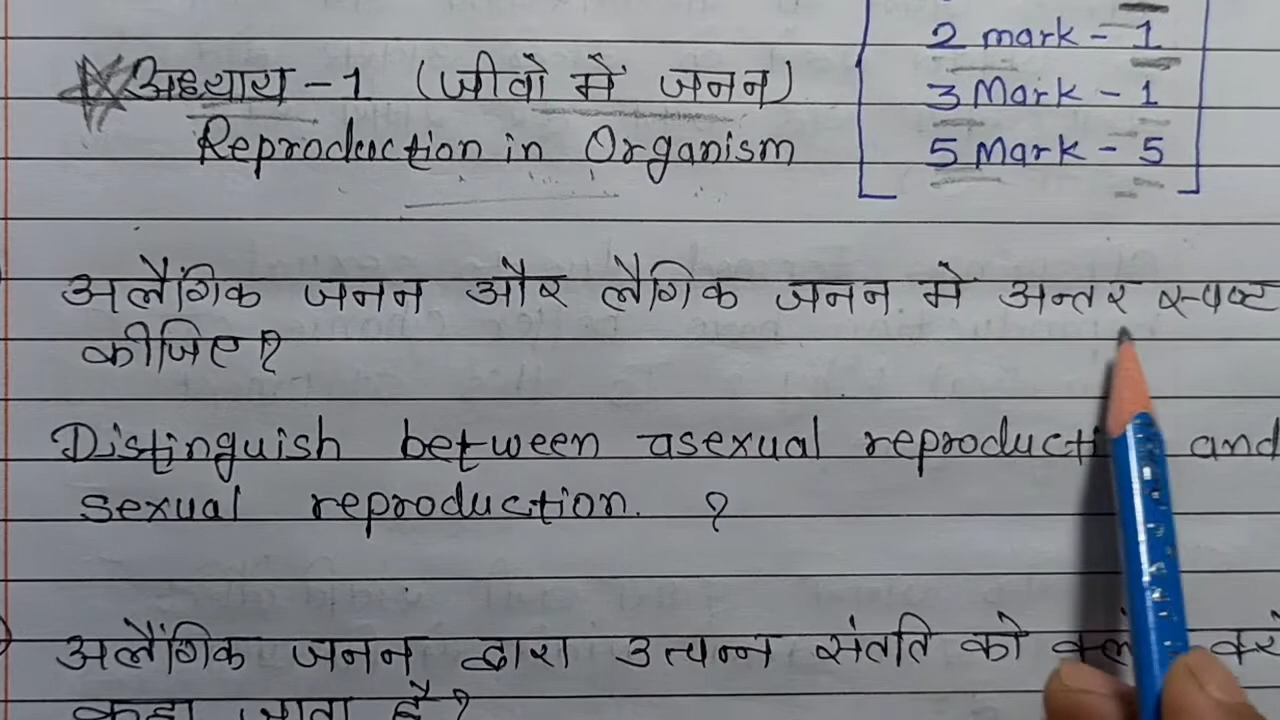 2 mark - 1
3 Mark - 1
5 Mark - 5
अध्याय - 1 (जीवो में जनन)
Reproduction in Organism
अलैंगिक जनन और लैगिक जनन में अन्तर स्पष्ट
कीजिए?
Distinguish between asexual reproducti and
sexual reproduction. ?
अलैंगिक जनन द्वारा उत्पन्न संतति को
कहा जाता है?